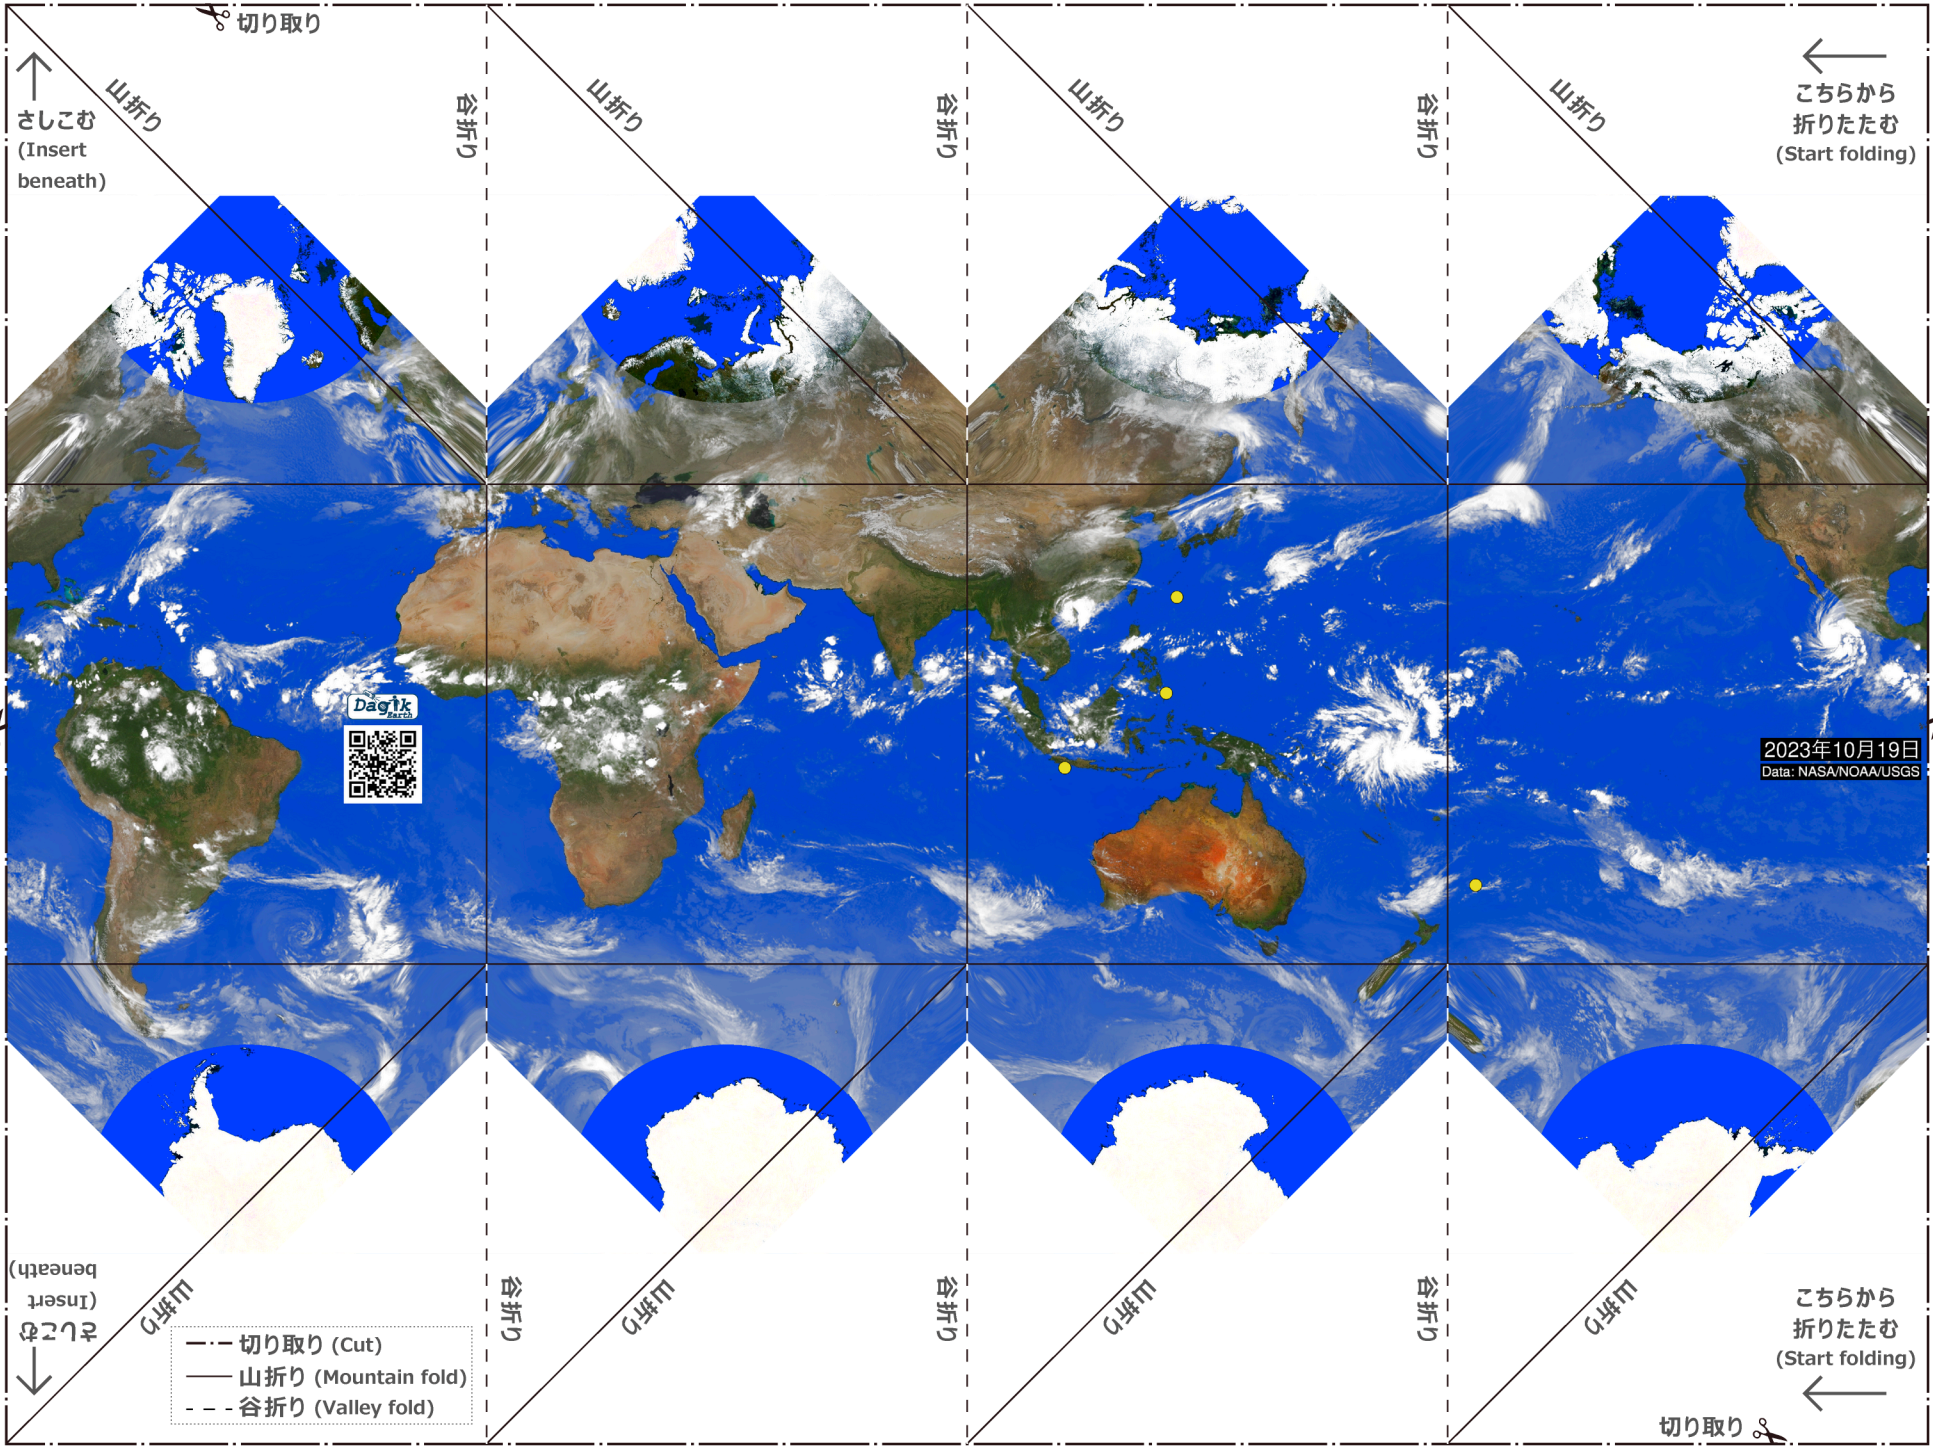 切り取り
山折り
谷折り
山折り
谷折り
山折り
谷折り
山折り
こちらから
折りたたむ
(Start folding)
さしこむ
(Insert
beneath)
Dagik
Earth
2023年10月19日
Data: NASA/NOAA/USGS
さしこむ
(Insert
beneath)
山折り
谷折り
山折り
谷折り
山折り
谷折り
山折り
こちらから
折りたたむ
(Start folding)
切り取り (Cut)
山折り (Mountain fold)
谷折り (Valley fold)
切り取り